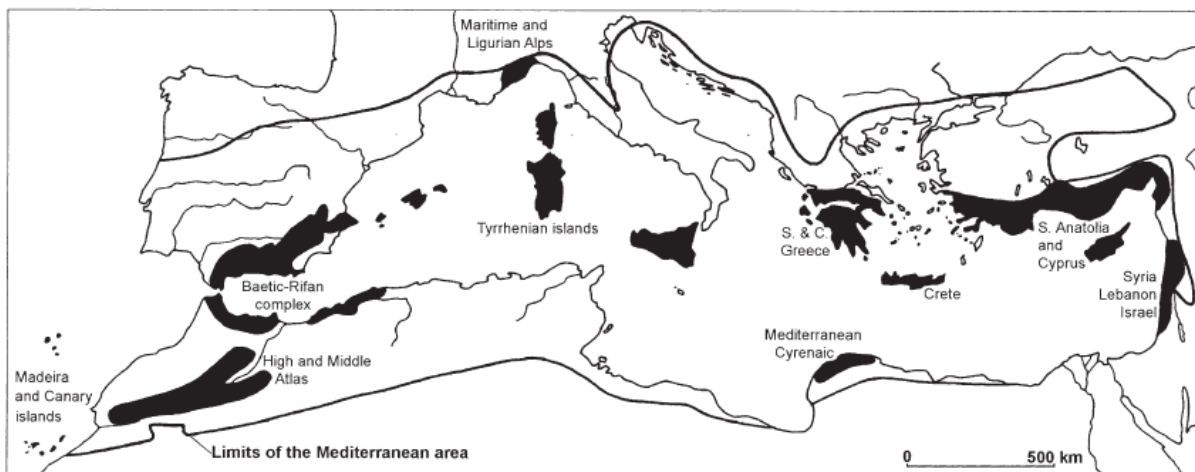 Maritime and
Ligurian Alps
Tyrrhenian islands
S. & C.
Greece
S. Anatolia
and
Cyprus
Crete
Syria
Lebanon
Israel
Baetic-Rifan
complex
Mediterranean
Cyrenaic
High and Middle
Atlas
Madeira
and Canary
islands
Limits of the Mediterranean area
0 500 km